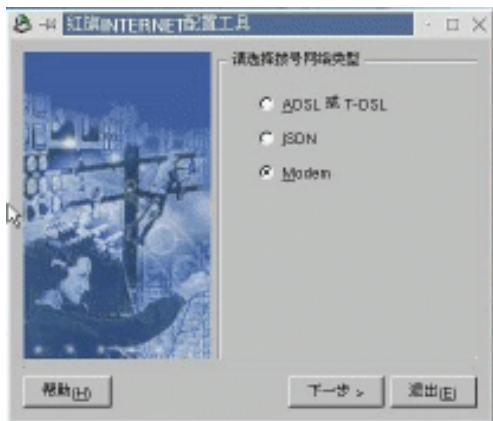 红旗INTERNET配置工具
请选择拨号网络类型
ADSL 或 T-DSL
ISDN
Modem
帮助(H)
下一步 >
退出(E)